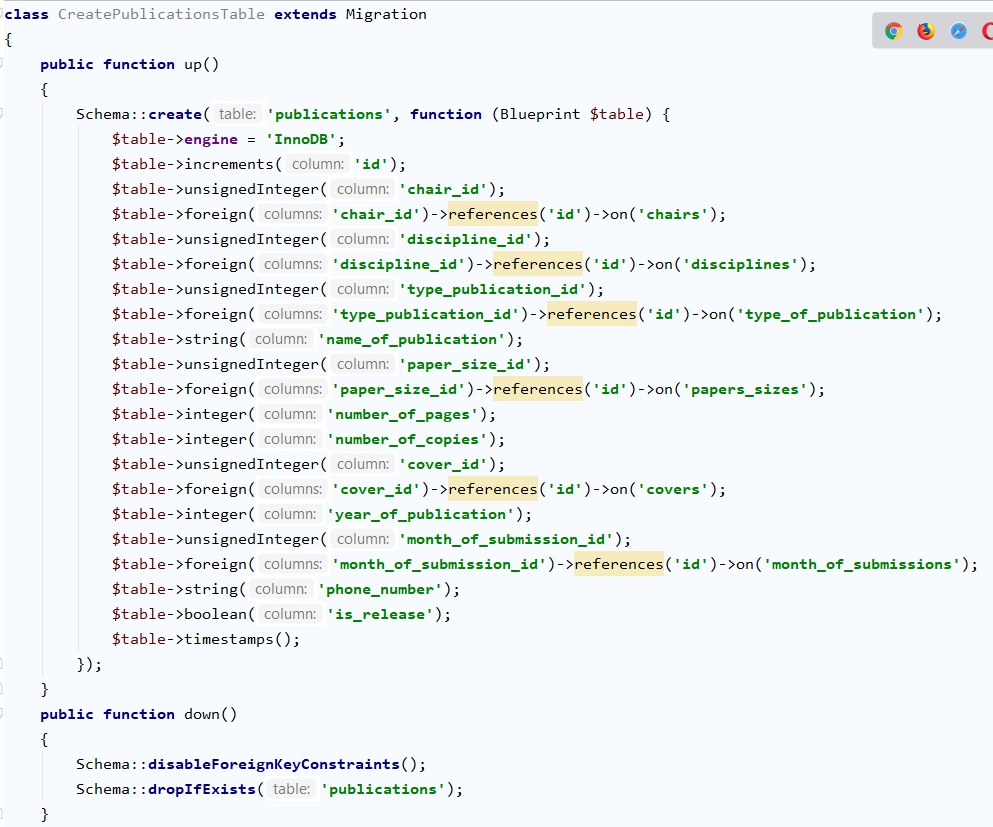 class CreatePublicationsTable extends Migration
{
    public function up()
    {
        Schema::create( table: 'publications', function (Blueprint $table) {
            $table->engine = 'InnoDB';
            $table->increments( column: 'id');
            $table->unsignedInteger( column: 'chair_id');
            $table->foreign( columns: 'chair_id')->references('id')->on('chairs');
            $table->unsignedInteger( column: 'discipline_id');
            $table->foreign( columns: 'discipline_id')->references('id')->on('disciplines');
            $table->unsignedInteger( column: 'type_publication_id');
            $table->foreign( columns: 'type_publication_id')->references('id')->on('type_of_publication');
            $table->string( column: 'name_of_publication');
            $table->unsignedInteger( column: 'paper_size_id');
            $table->foreign( columns: 'paper_size_id')->references('id')->on('papers_sizes');
            $table->integer( column: 'number_of_pages');
            $table->integer( column: 'number_of_copies');
            $table->unsignedInteger( column: 'cover_id');
            $table->foreign( columns: 'cover_id')->references('id')->on('covers');
            $table->integer( column: 'year_of_publication');
            $table->unsignedInteger( column: 'month_of_submission_id');
            $table->foreign( columns: 'month_of_submission_id')->references('id')->on('month_of_submissions');
            $table->string( column: 'phone_number');
            $table->boolean( column: 'is_release');
            $table->timestamps();
        });
    }
    public function down()
    {
        Schema::disableForeignKeyConstraints();
        Schema::dropIfExists( table: 'publications');
    }